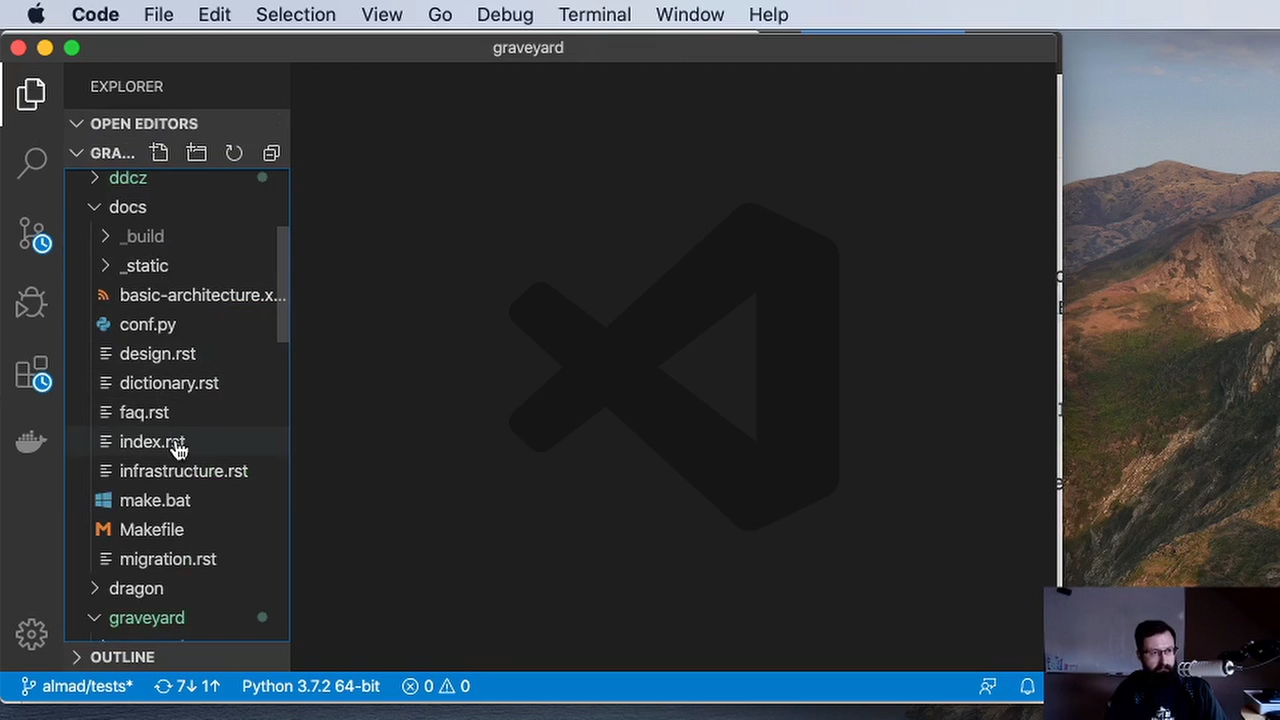 Code File Edit Selection View Go Debug Terminal Window Help
graveyard
EXPLORER
OPEN EDITORS
GRA...
ddcz
docs
_build
_static
basic-architecture.x...
conf.py
design.rst
dictionary.rst
faq.rst
index.rst
infrastructure.rst
make.bat
M Makefile
migration.rst
dragon
graveyard
OUTLINE
almad/tests* 7↓ 1↑ Python 3.7.2 64-bit 0 0